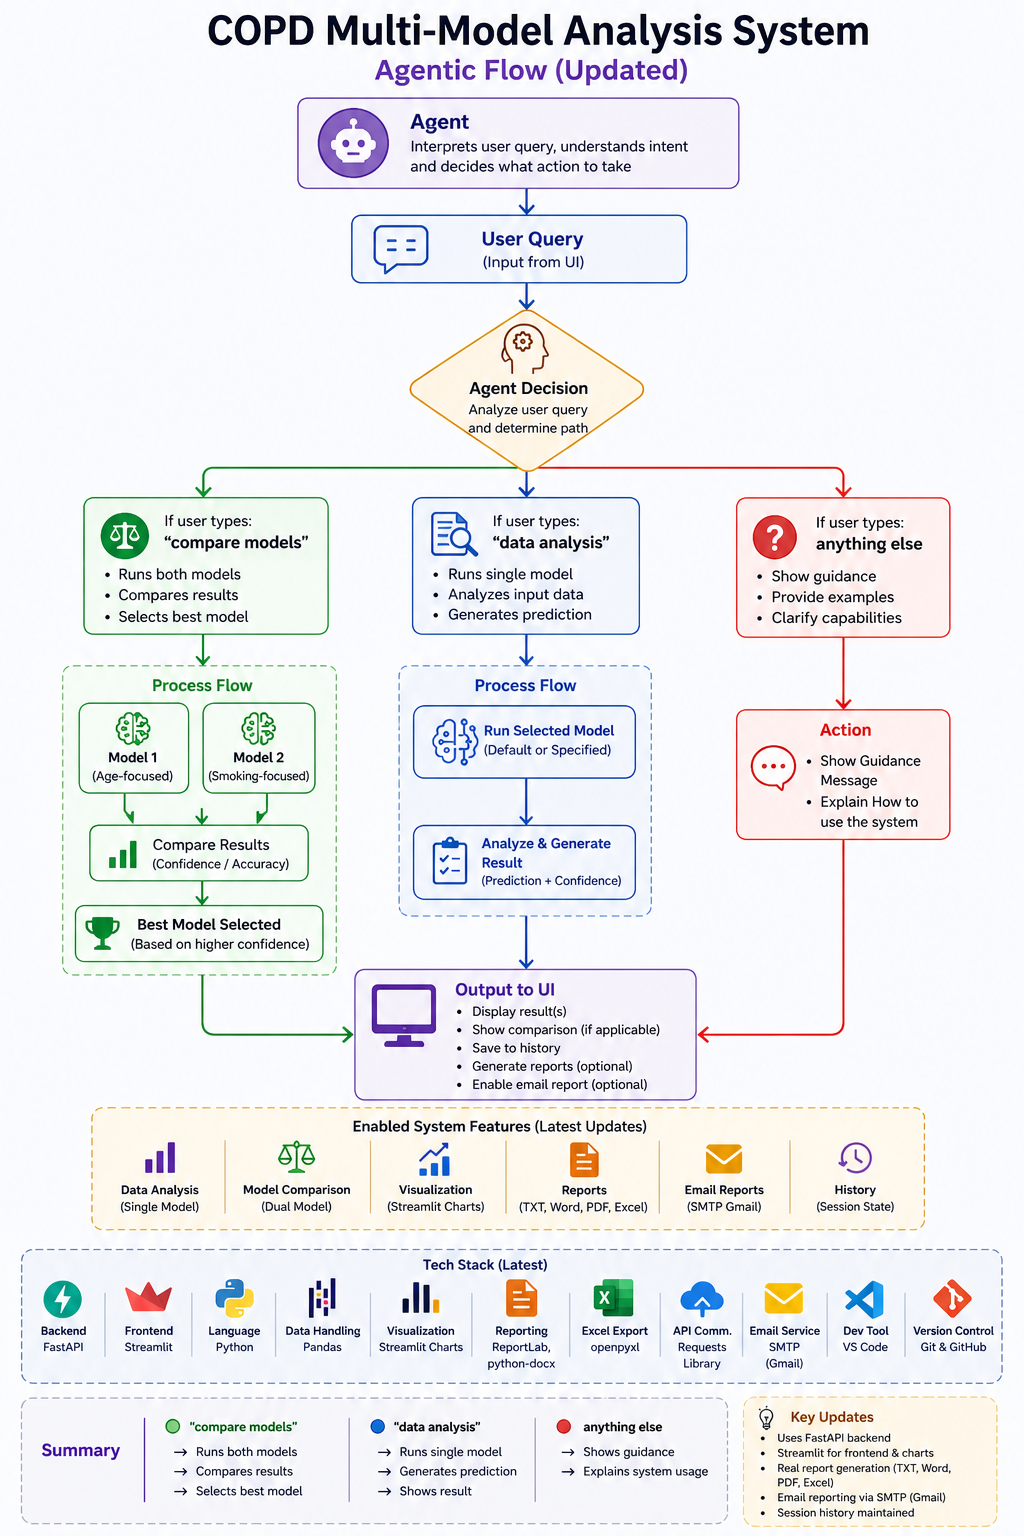 COPD Multi-Model Analysis System
Agentic Flow (Updated)
Agent
Interprets user query, understands intent
and decides what action to take
User Query
(Input from UI)
Agent Decision
Analyze user query
and determine path
If user types:
“compare models”
• Runs both models
• Compares results
• Selects best model
If user types:
“data analysis”
• Runs single model
• Analyzes input data
• Generates prediction
?
If user types:
anything else
• Show guidance
• Provide examples
• Clarify capabilities
Process Flow
Model 1
(Age-focused)
Model 2
(Smoking-focused)
Compare Results
(Confidence / Accuracy)
Best Model Selected
(Based on higher confidence)
Process Flow
Run Selected Model
(Default or Specified)
Analyze & Generate
Result
(Prediction + Confidence)
Action
• Show Guidance
Message
• Explain How to
use the system
Output to UI
• Display result(s)
• Show comparison (if applicable)
• Save to history
• Generate reports (optional)
• Enable email report (optional)
Enabled System Features (Latest Updates)
Data Analysis
(Single Model)
Model Comparison
(Dual Model)
Visualization
(Streamlit Charts)
Reports
(TXT, Word, PDF, Excel)
Email Reports
(SMTP Gmail)
History
(Session State)
Tech Stack (Latest)
Backend
FastAPI
Frontend
Streamlit
Language
Python
Data Handling
Pandas
Visualization
Streamlit Charts
Reporting
ReportLab,
python-docx
X
Excel Export
openpyxl
API Comm.
Requests
Library
Email Service
SMTP
(Gmail)
Dev Tool
VS Code
Version Control
Git & GitHub
Summary
“compare models”
→ Runs both models
→ Compares results
→ Selects best model
“data analysis”
→ Runs single model
→ Generates prediction
→ Shows result
anything else
→ Shows guidance
→ Explains system usage
Key Updates
• Uses FastAPI backend
• Streamlit for frontend & charts
• Real report generation (TXT, Word,
PDF, Excel)
• Email reporting via SMTP (Gmail)
• Session history maintained